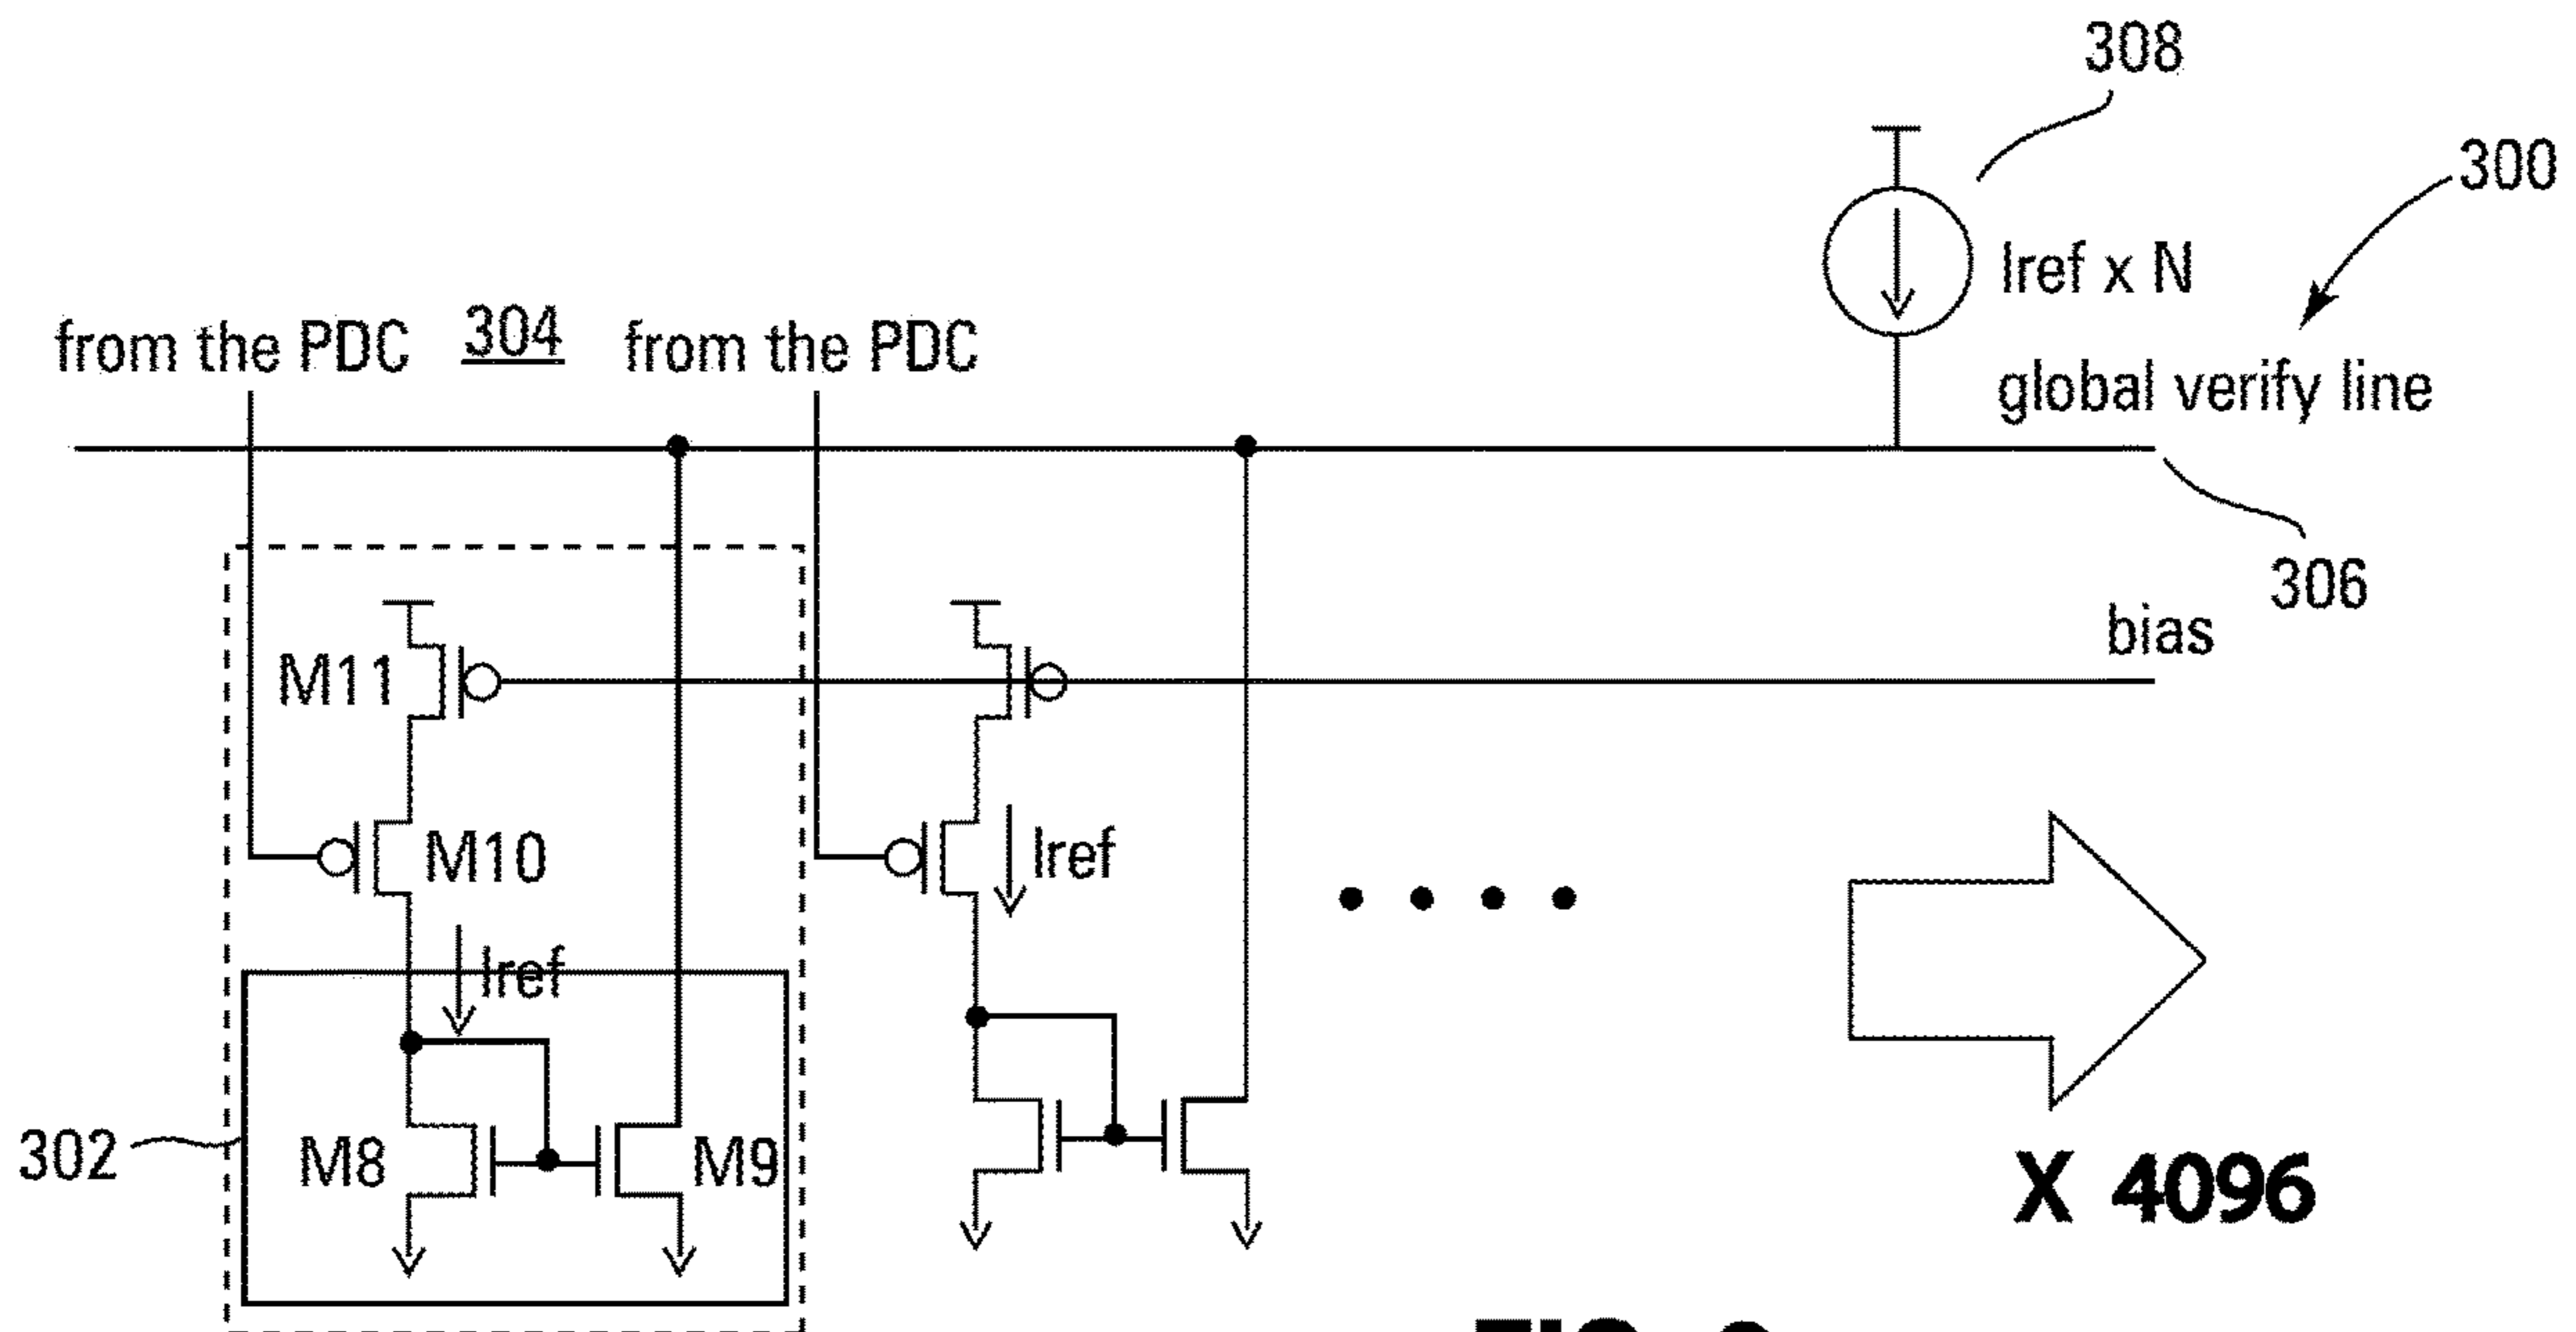 308
300
Iref x N
from the PDC 304 from the PDC
global verify line
306
bias
M11
M10
Iref
Iref
302
M8
M9
X 4096